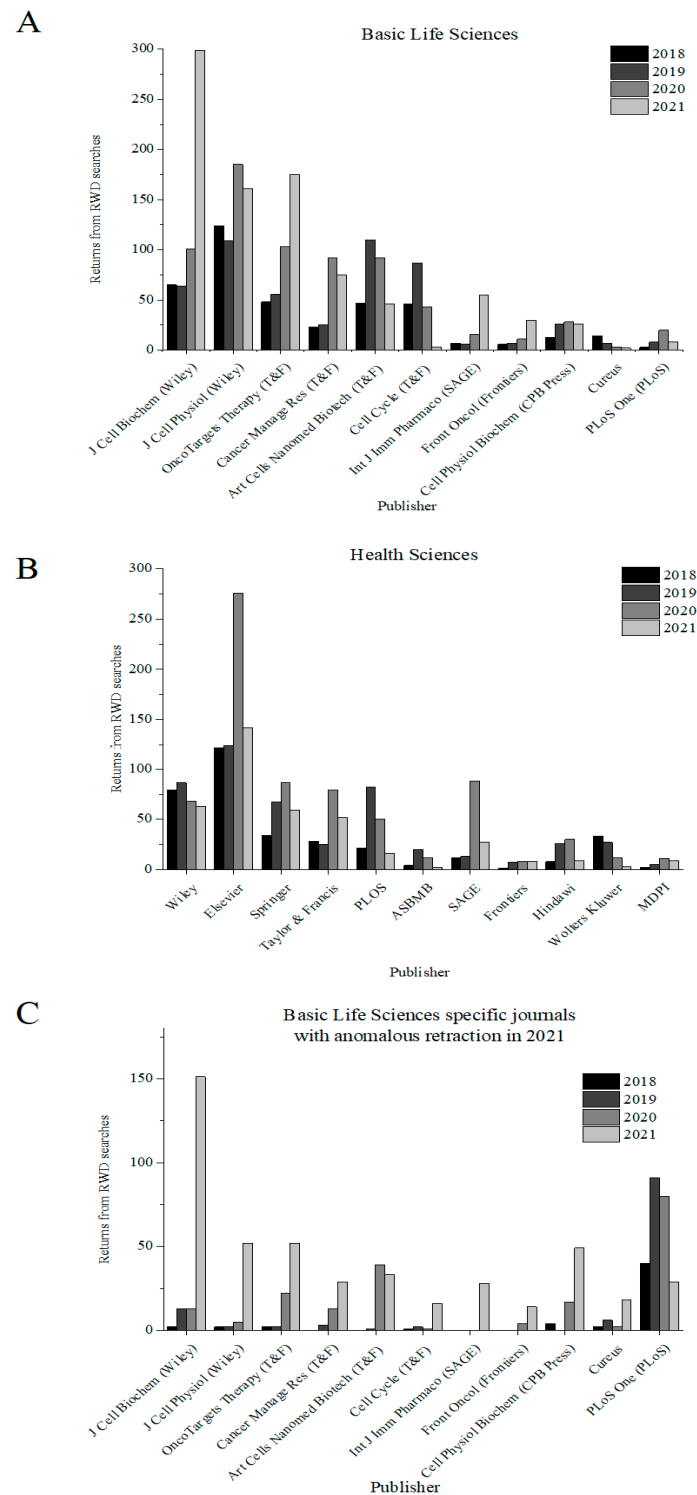 A
Basic Life Sciences
2018
2019
2020
2021
300
250
200
150
100
50
0
Returns from RWD searches
J Cell Biochem (Wiley)
J Cell Physiol (Wiley)
OncoTargets Therapy (T&F)
Cancer Manage Res (T&F)
Art Cells Nanomed Biotech (T&F)
Cell Cycle (T&F)
Int J Imm Pharmaco (SAGE)
Front Oncol (Frontiers)
Cell Physiol Biochem (CPB Press)
Cureus
PLoS One (PLoS)
Publisher
B
Health Sciences
2018
2019
2020
2021
300
250
200
150
100
50
0
Returns from RWD searches
Wiley
Elsevier
Springer
Taylor & Francis
PLOS
ASBMB
SAGE
Frontiers
Hindawi
Wolters Kluwer
MDPI
Publisher
C
Basic Life Sciences specific journals
with anomalous retraction in 2021
2018
2019
2020
2021
150
100
50
0
Returns from RWD searches
J Cell Biochem (Wiley)
J Cell Physiol (Wiley)
OncoTargets Therapy (T&F)
Cancer Manage Res (T&F)
Art Cells Nanomed Biotech (T&F)
Cell Cycle (T&F)
Int J Imm Pharmaco (SAGE)
Front Oncol (Frontiers)
Cell Physiol Biochem (CPB Press)
Cureus
PLoS One (PLoS)
Publisher